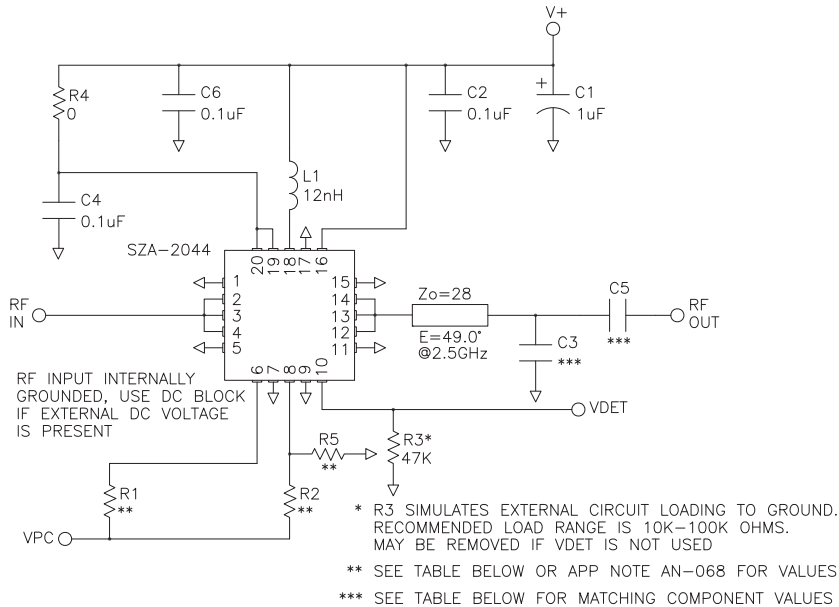 V+
R4
0
C6
0.1uF
C2
0.1uF
+
C1
1uF
L1
12nH
C4
0.1uF
SZA-2044
20
19
18
17
16
1
2
3
4
5
15
14
13
12
11
6
7
8
9
10
RF
IN
Zo=28
E=49.0°
@2.5GHz
C5
***
RF
OUT
C3
***
RF INPUT INTERNALLY
GROUNDED, USE DC BLOCK
IF EXTERNAL DC VOLTAGE
IS PRESENT
VDET
R5
**
R3*
47K
R1
**
R2
**
VPC
* R3 SIMULATES EXTERNAL CIRCUIT LOADING TO GROUND.
RECOMMENDED LOAD RANGE IS 10K-100K OHMS.
MAY BE REMOVED IF VDET IS NOT USED
** SEE TABLE BELOW OR APP NOTE AN-068 FOR VALUES
*** SEE TABLE BELOW FOR MATCHING COMPONENT VALUES